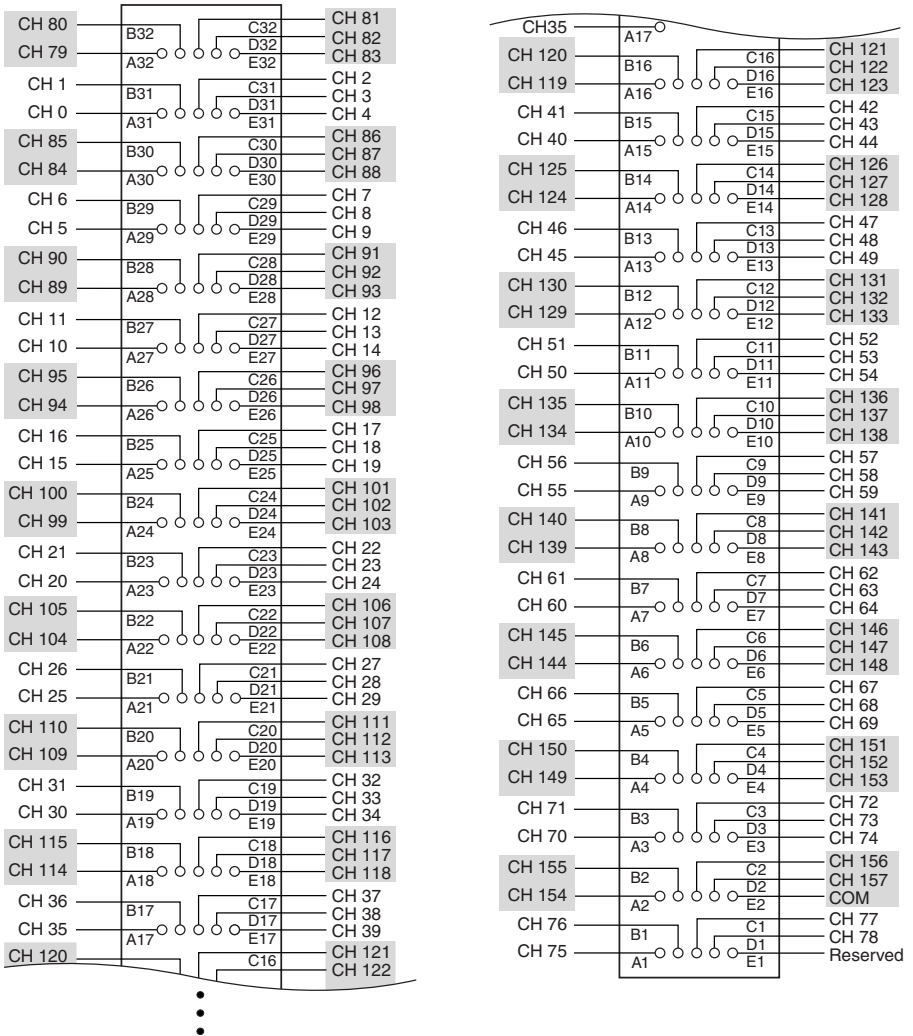 CH 80 B32 C32 CH 81
D32 CH 82
CH 79 A32 E32 CH 83
CH 1 B31 C31 CH 2
D31 CH 3
CH 0 A31 E31 CH 4
CH 85 B30 C30 CH 86
D30 CH 87
CH 84 A30 E30 CH 88
CH 6 B29 C29 CH 7
D29 CH 8
CH 5 A29 E29 CH 9
CH 90 B28 C28 CH 91
D28 CH 92
CH 89 A28 E28 CH 93
CH 11 B27 C27 CH 12
D27 CH 13
CH 10 A27 E27 CH 14
CH 95 B26 C26 CH 96
D26 CH 97
CH 94 A26 E26 CH 98
CH 16 B25 C25 CH 17
D25 CH 18
CH 15 A25 E25 CH 19
CH 100 B24 C24 CH 101
D24 CH 102
CH 99 A24 E24 CH 103
CH 21 B23 C23 CH 22
D23 CH 23
CH 20 A23 E23 CH 24
CH 105 B22 C22 CH 106
D22 CH 107
CH 104 A22 E22 CH 108
CH 26 B21 C21 CH 27
D21 CH 28
CH 25 A21 E21 CH 29
CH 110 B20 C20 CH 111
D20 CH 112
CH 109 A20 E20 CH 113
CH 31 B19 C19 CH 32
D19 CH 33
CH 30 A19 E19 CH 34
CH 115 B18 C18 CH 116
D18 CH 117
CH 114 A18 E18 CH 118
CH 36 B17 C17 CH 37
D17 CH 38
CH 35 A17 E17 CH 39
CH 120 C16 CH 121
CH 122
CH35 A17
CH 120 B16 C16 CH 121
D16 CH 122
CH 119 A16 E16 CH 123
CH 41 B15 C15 CH 42
D15 CH 43
CH 40 A15 E15 CH 44
CH 125 B14 C14 CH 126
D14 CH 127
CH 124 A14 E14 CH 128
CH 46 B13 C13 CH 47
D13 CH 48
CH 45 A13 E13 CH 49
CH 130 B12 C12 CH 131
D12 CH 132
CH 129 A12 E12 CH 133
CH 51 B11 C11 CH 52
D11 CH 53
CH 50 A11 E11 CH 54
CH 135 B10 C10 CH 136
D10 CH 137
CH 134 A10 E10 CH 138
CH 56 B9 C9 CH 57
D9 CH 58
CH 55 A9 E9 CH 59
CH 140 B8 C8 CH 141
D8 CH 142
CH 139 A8 E8 CH 143
CH 61 B7 C7 CH 62
D7 CH 63
CH 60 A7 E7 CH 64
CH 145 B6 C6 CH 146
D6 CH 147
CH 144 A6 E6 CH 148
CH 66 B5 C5 CH 67
D5 CH 68
CH 65 A5 E5 CH 69
CH 150 B4 C4 CH 151
D4 CH 152
CH 149 A4 E4 CH 153
CH 71 B3 C3 CH 72
D3 CH 73
CH 70 A3 E3 CH 74
CH 155 B2 C2 CH 156
D2 CH 157
CH 154 A2 E2 COM
CH 76 B1 C1 CH 77
D1 CH 78
CH 75 A1 E1 Reserved